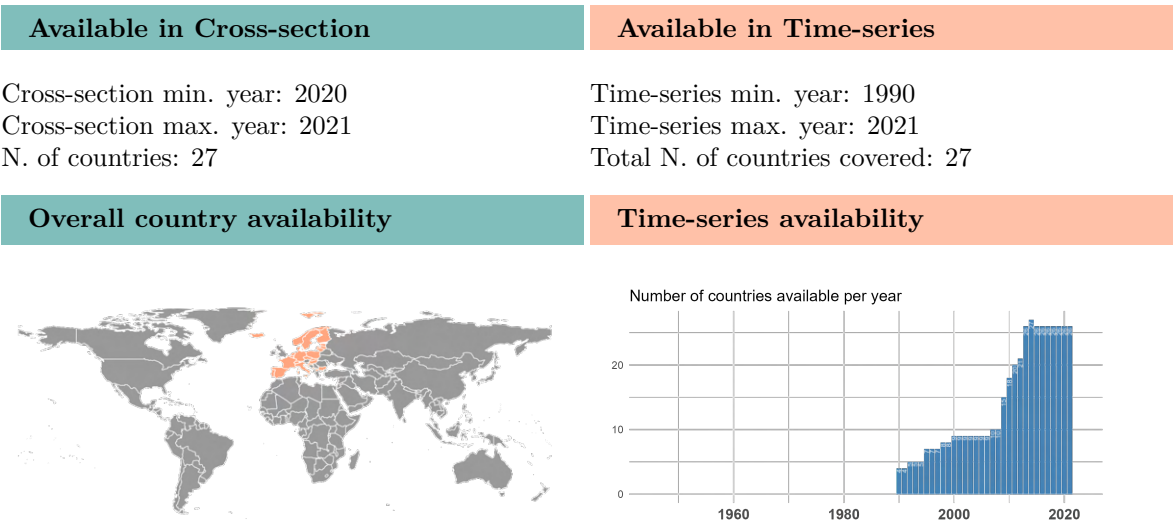 Available in Cross-section
Available in Time-series
Cross-section min. year: 2020
Cross-section max. year: 2021
N. of countries: 27
Time-series min. year: 1990
Time-series max. year: 2021
Total N. of countries covered: 27
Overall country availability
Time-series availability
Number of countries available per year
20
10
0
1960 1980 2000 2020